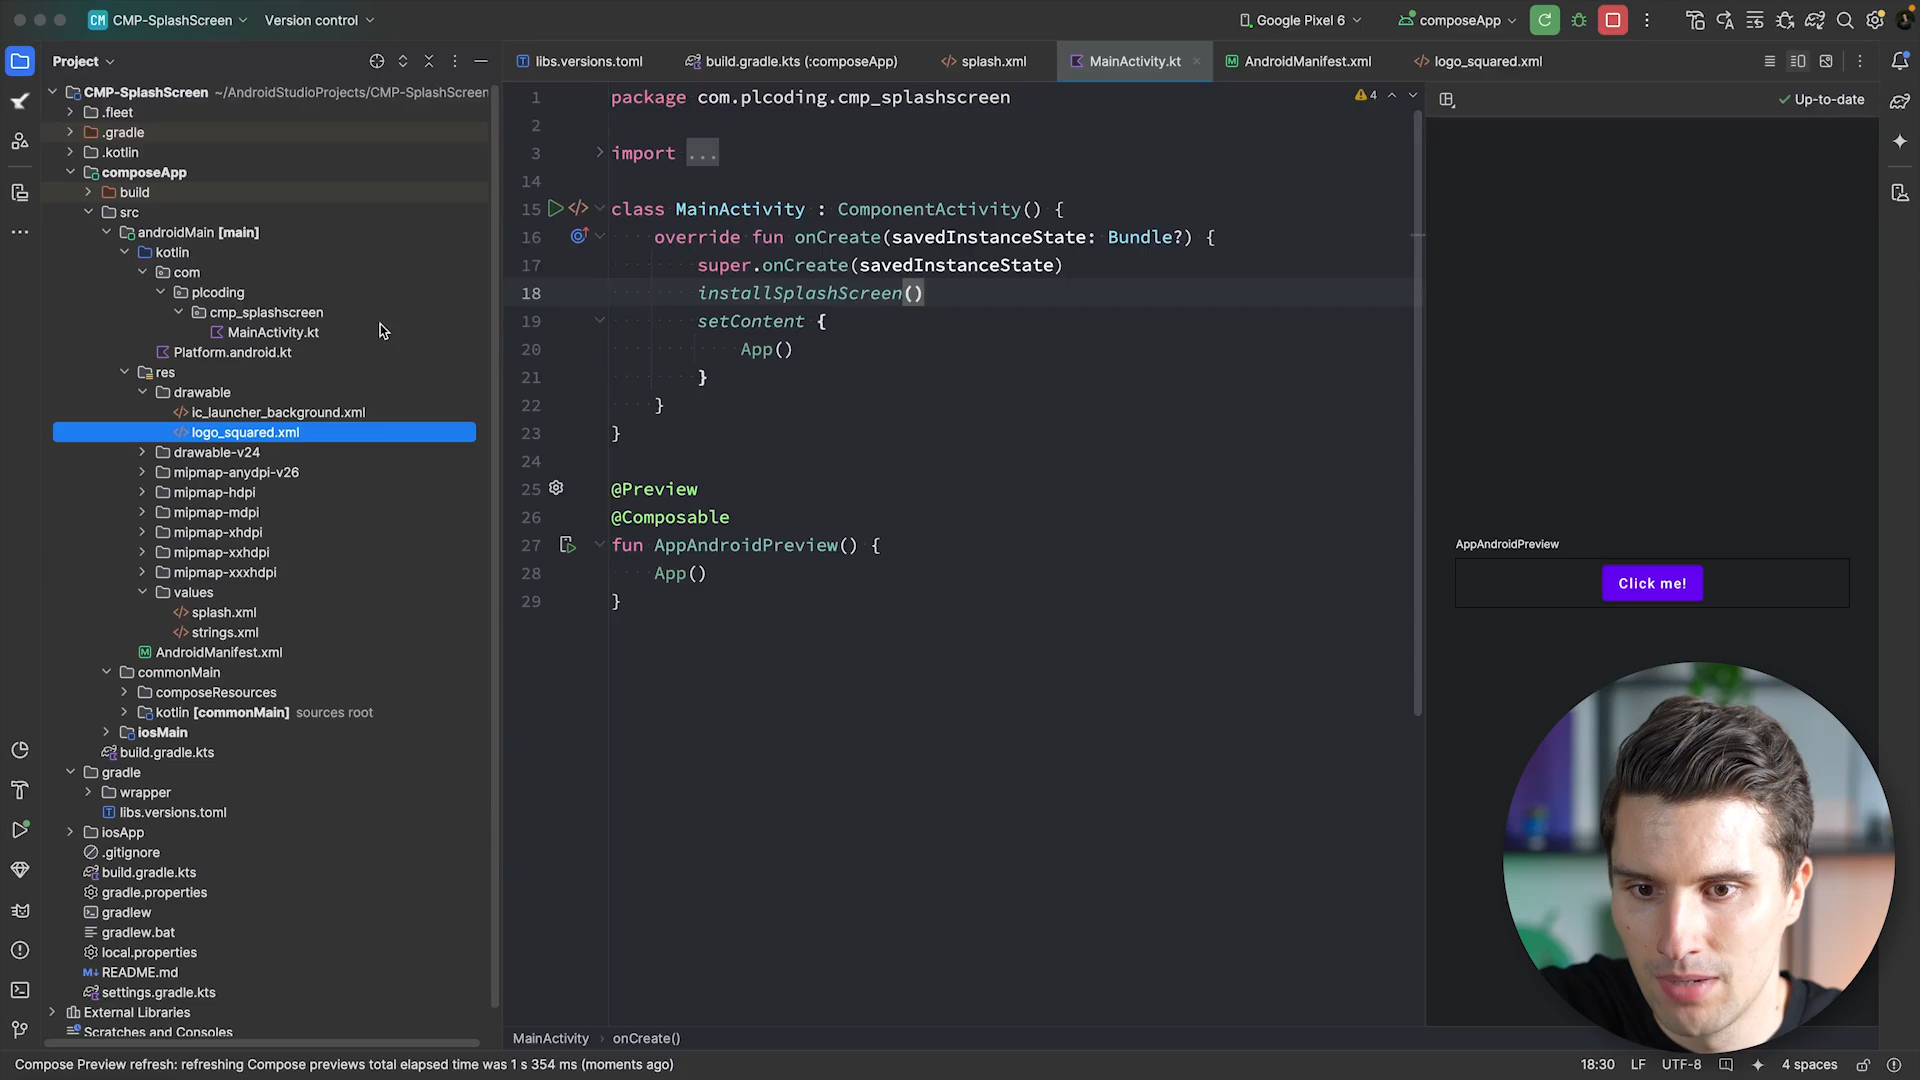 CM CMP-SplashScreen Version control Google Pixel 6 composeApp
Project
libs.versions.toml build.gradle.kts (:composeApp) splash.xml MainActivity.kt AndroidManifest.xml logo_squared.xml
CMP-SplashScreen ~/AndroidStudioProjects/CMP-SplashScreen
.fleet
.gradle
.kotlin
composeApp
build
src
androidMain [main]
kotlin
com
plcoding
cmp_splashscreen
MainActivity.kt
Platform.android.kt
res
drawable
ic_launcher_background.xml
logo_squared.xml
drawable-v24
mipmap-anydpi-v26
mipmap-hdpi
mipmap-mdpi
mipmap-xhdpi
mipmap-xxhdpi
mipmap-xxxhdpi
values
splash.xml
strings.xml
AndroidManifest.xml
commonMain
composeResources
kotlin [commonMain] sources root
iosMain
build.gradle.kts
gradle
wrapper
libs.versions.toml
iosApp
.gitignore
build.gradle.kts
gradle.properties
gradlew
gradlew.bat
local.properties
README.md
settings.gradle.kts
External Libraries
Scratches and Consoles
1 package com.plcoding.cmp_splashscreen
2
3 import ...
14
15 class MainActivity : ComponentActivity() {
16 override fun onCreate(savedInstanceState: Bundle?) {
17 super.onCreate(savedInstanceState)
18 installSplashScreen()
19 setContent {
20 App()
21 }
22 }
23 }
24
25 @Preview
26 @Composable
27 fun AppAndroidPreview() {
28 App()
29 }
4
Up-to-date
AppAndroidPreview
Click me!
MainActivity › onCreate()
Compose Preview refresh: refreshing Compose previews total elapsed time was 1 s 354 ms (moments ago)
18:30 LF UTF-8 4 spaces